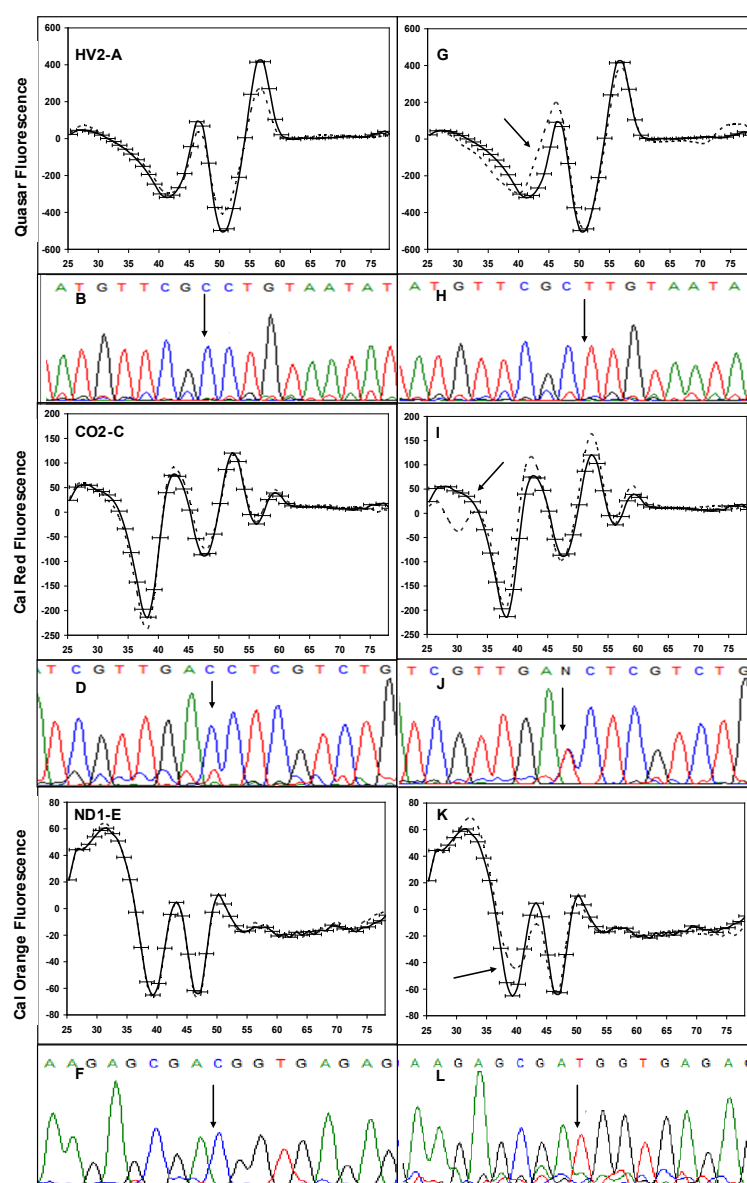 Quasar Fluorescence
600
400
200
0
-200
-400
-600
HV2-A
25 30 35 40 45 50 55 60 65 70 75
600
400
200
0
-200
-400
-600
G
25 30 35 40 45 50 55 60 65 70 75
A T G T T C G C C T G T A A T A T
B
A T G T T C G C T T G T A A T A
H
Cal Red Fluorescence
200
150
100
50
0
-50
-100
-150
-200
-250
CO2-C
25 30 35 40 45 50 55 60 65 70 75
200
150
100
50
0
-50
-100
-150
-200
-250
I
25 30 35 40 45 50 55 60 65 70 75
A T C G T T G A C C T C G T C T G
D
T C G T T G A N C T C G T C T G
J
Cal Orange Fluorescence
80
60
40
20
0
-20
-40
-60
-80
ND1-E
25 30 35 40 45 50 55 60 65 70 75
80
60
40
20
0
-20
-40
-60
-80
K
25 30 35 40 45 50 55 60 65 70 75
A A G A G C G A C G G T G A G A G
F
A A G A G C G A T G G T G A G A G
L